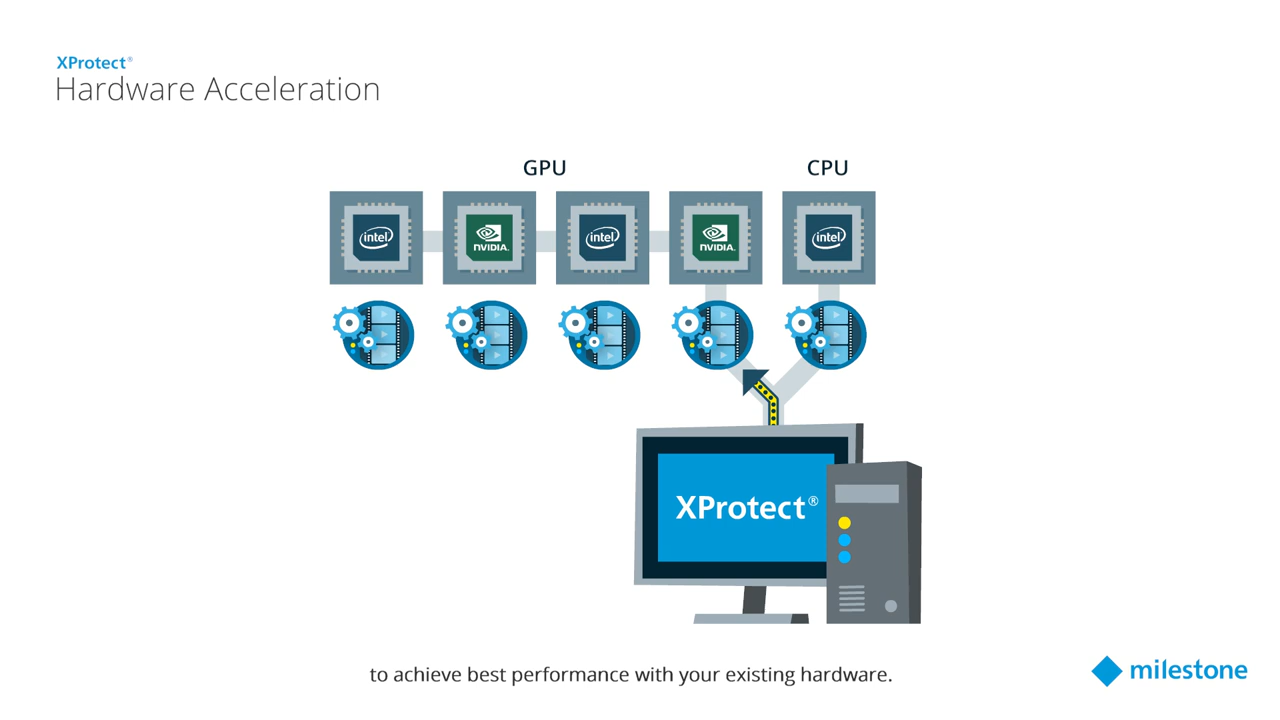 XProtect®
Hardware Acceleration
GPU
CPU
intel
NVIDIA.
intel
NVIDIA.
intel
XProtect®
to achieve best performance with your existing hardware.
milestone